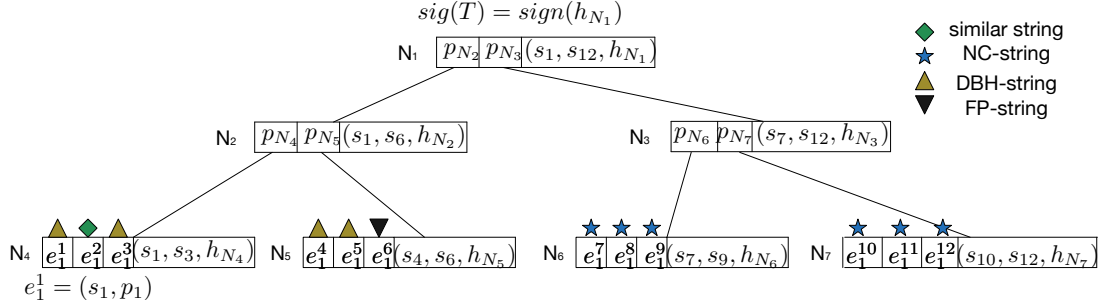 sig(T) = sign(h_{N_1})
similar string
NC-string
DBH-string
FP-string
N₁ p_{N_2} p_{N_3} (s_1, s_{12}, h_{N_1})
N₂ p_{N_4} p_{N_5} (s_1, s_6, h_{N_2})
N₃ p_{N_6} p_{N_7} (s_7, s_{12}, h_{N_3})
N₄ e_1^1 e_1^2 e_1^3 (s_1, s_3, h_{N_4})
N₅ e_1^4 e_1^5 e_1^6 (s_4, s_6, h_{N_5})
N₆ e_1^7 e_1^8 e_1^9 (s_7, s_9, h_{N_6})
N₇ e_1^{10} e_1^{11} e_1^{12} (s_{10}, s_{12}, h_{N_7})
e_1^1 = (s_1, p_1)